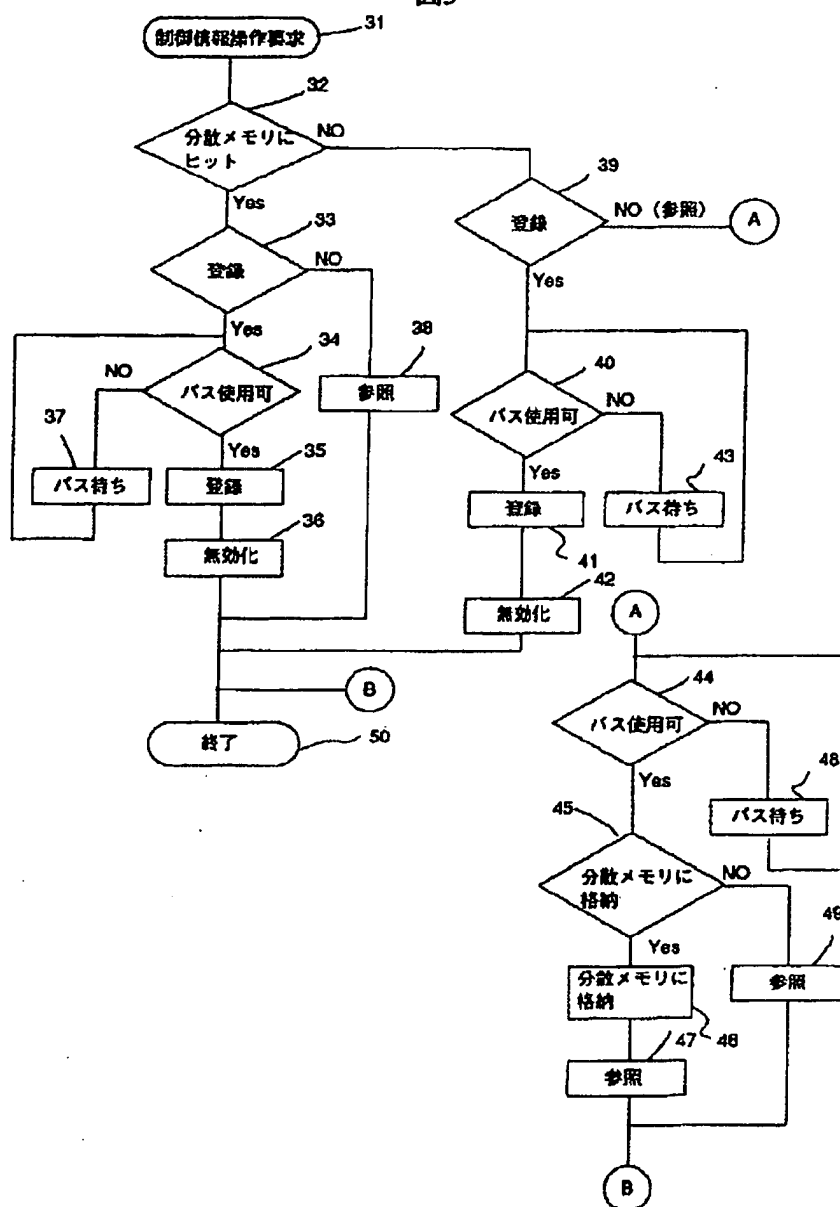 制御情報操作要求
31
32
分散メモリに
ヒット
NO
Yes
39
登録
NO (参照)
A
Yes
33
登録
NO
Yes
34
バス使用可
NO
38
参照
40
バス使用可
NO
Yes
37
バス待ち
35
登録
Yes
43
バス待ち
登録
41
36
無効化
42
無効化
A
B
44
バス使用可
NO
終了
50
Yes
48
バス待ち
45
分散メモリに
格納
NO
Yes
49
参照
分散メモリに
格納
46
47
参照
B